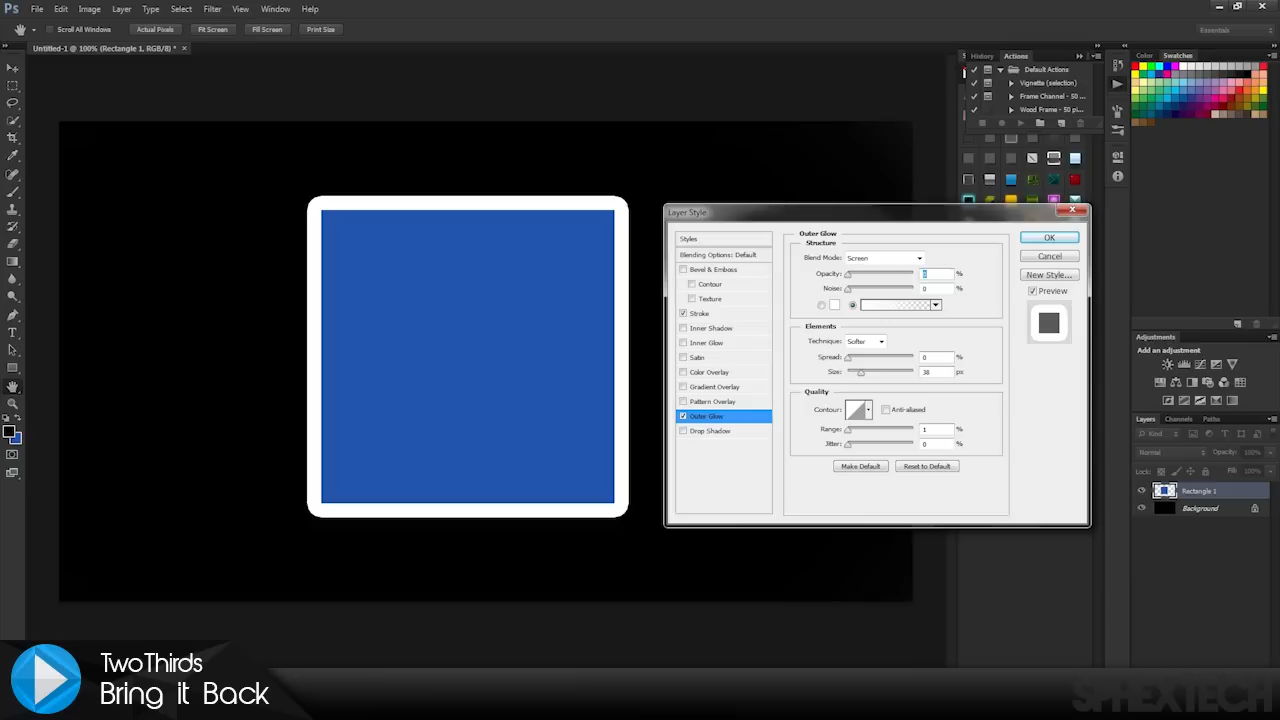 Ps File Edit Image Layer Type Select Filter View Window Help
Scroll All Windows Actual Pixels Fit Screen Fill Screen Print Size Essentials
Untitled-1 @ 100% (Rectangle 1, RGB/8) * ×
History Actions
Color Swatches
Default Actions
Vignette (selection)
Frame Channel - 50 ...
Wood Frame - 50 pi...
Layer Style
Styles
Blending Options: Default
Bevel & Emboss
Contour
Texture
Stroke
Inner Shadow
Inner Glow
Satin
Color Overlay
Gradient Overlay
Pattern Overlay
Outer Glow
Drop Shadow
Outer Glow
Structure
Blend Mode: Screen
Opacity: 0 %
Noise: 0 %
Elements
Technique: Softer
Spread: 0 %
Size: 38 px
Quality
Contour: Anti-aliased
Range: 1 %
Jitter: 0 %
Make Default Reset to Default
OK
Cancel
New Style...
Preview
Adjustments
Add an adjustment
Layers Channels Paths
Kind
Normal Opacity: 100%
Lock: Fill: 100%
Rectangle 1
Background
TwoThirds
Bring it Back
SPHEXTECH